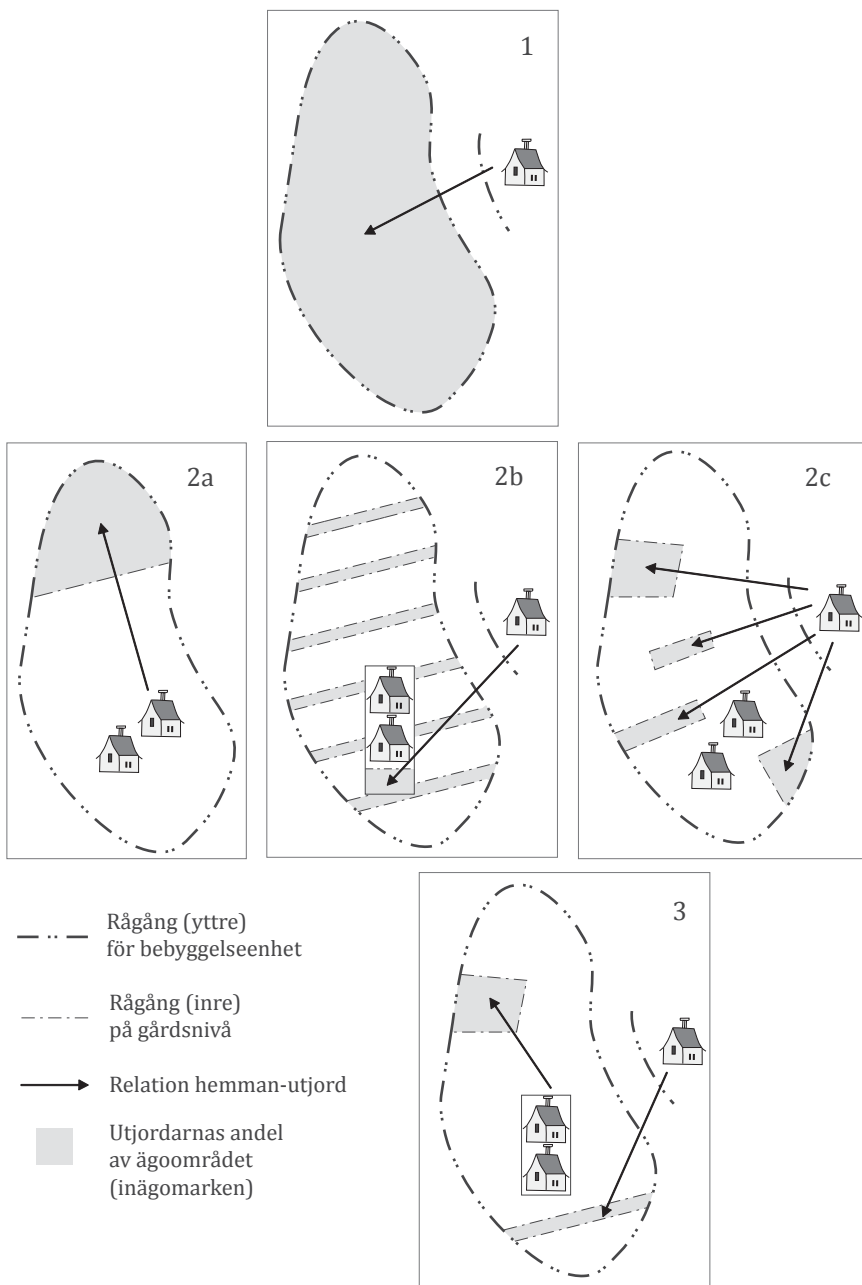 1
2a
2b
2c
3
Rågång (yttre)
för bebyggelseenhet
Rågång (inre)
på gårdsnivå
Relation hemman-utjord
Utjordarnas andel
av ägoområdet
(inägomarken)